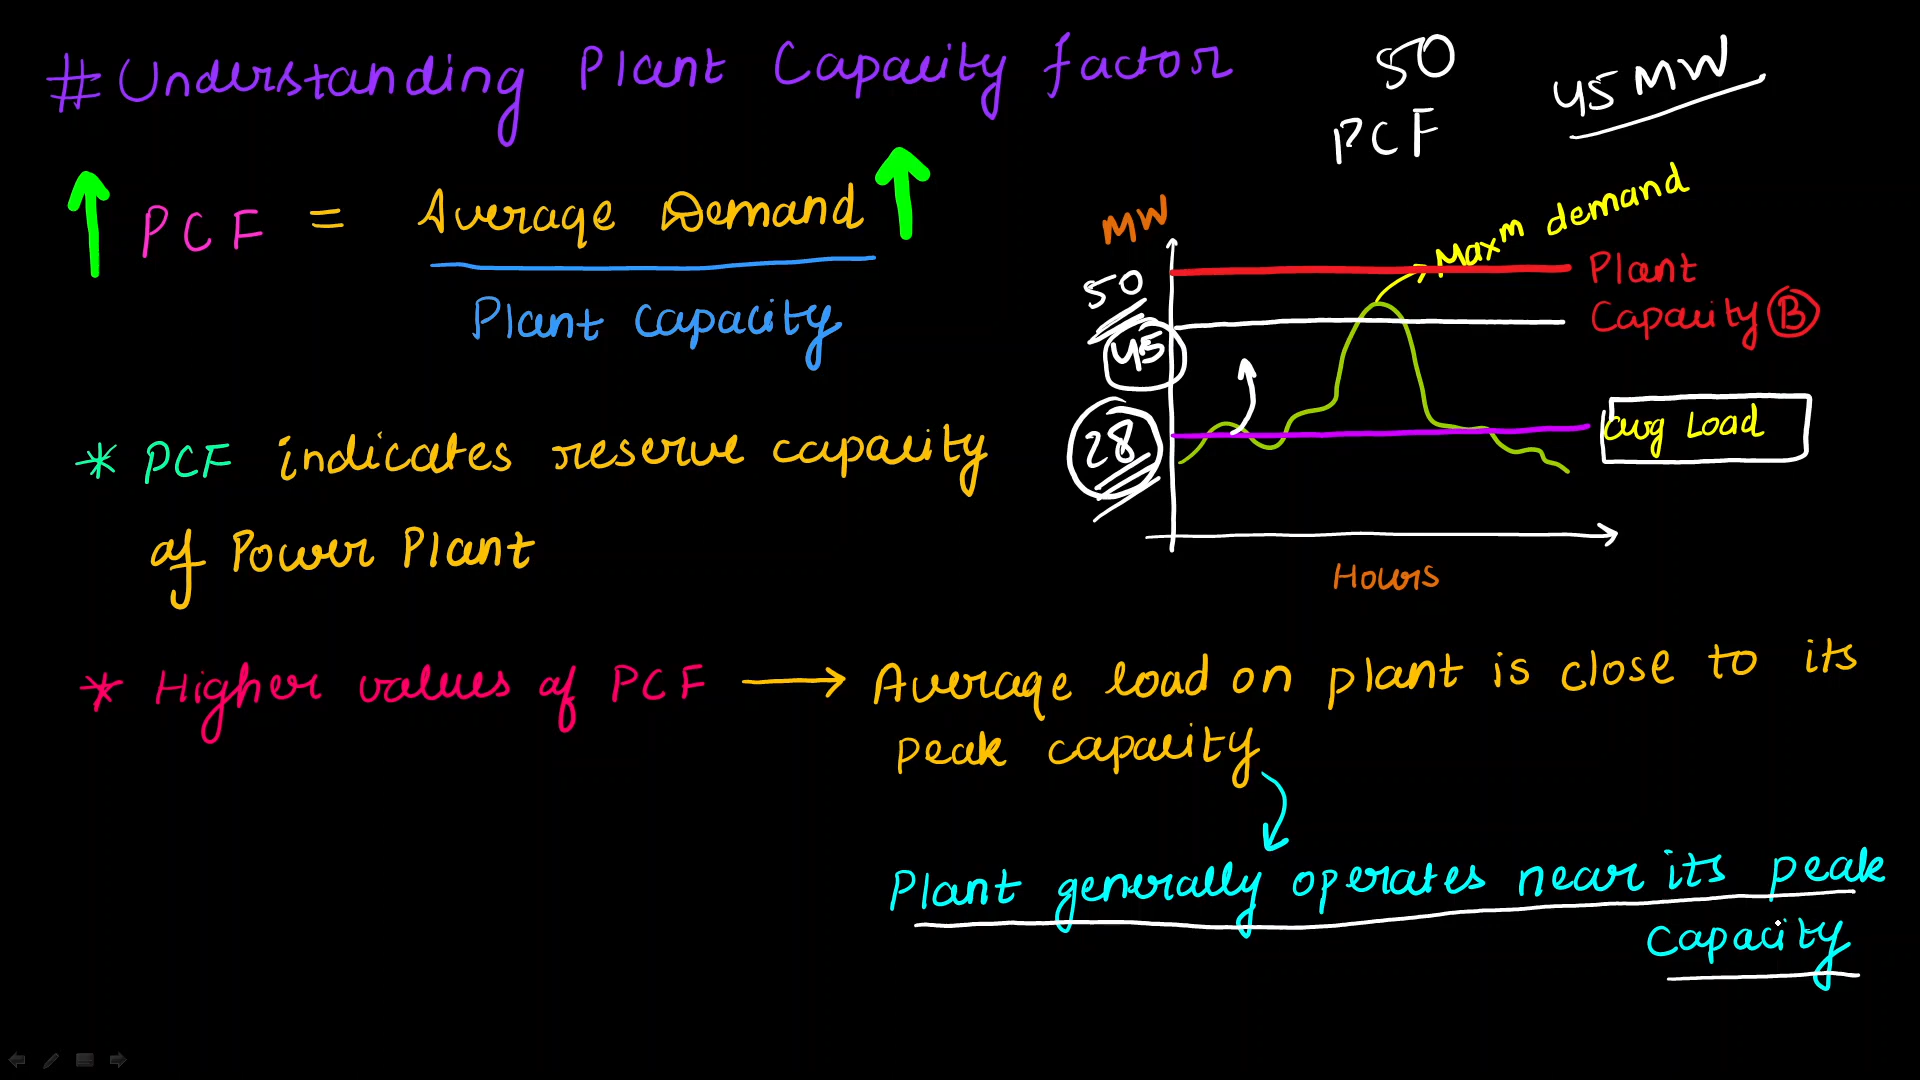 # Understanding Plant Capacity factor
50
PCF
45 MW
PCF = Average Demand
Plant Capacity
MW
Maxm demand
50
Plant
Capacity B
45
28
avg Load
Hours
* PCF indicates reserve capacity
of Power Plant
* Higher values of PCF → Average load on plant is close to its
peak capacity
Plant generally operates near its peak
capacity